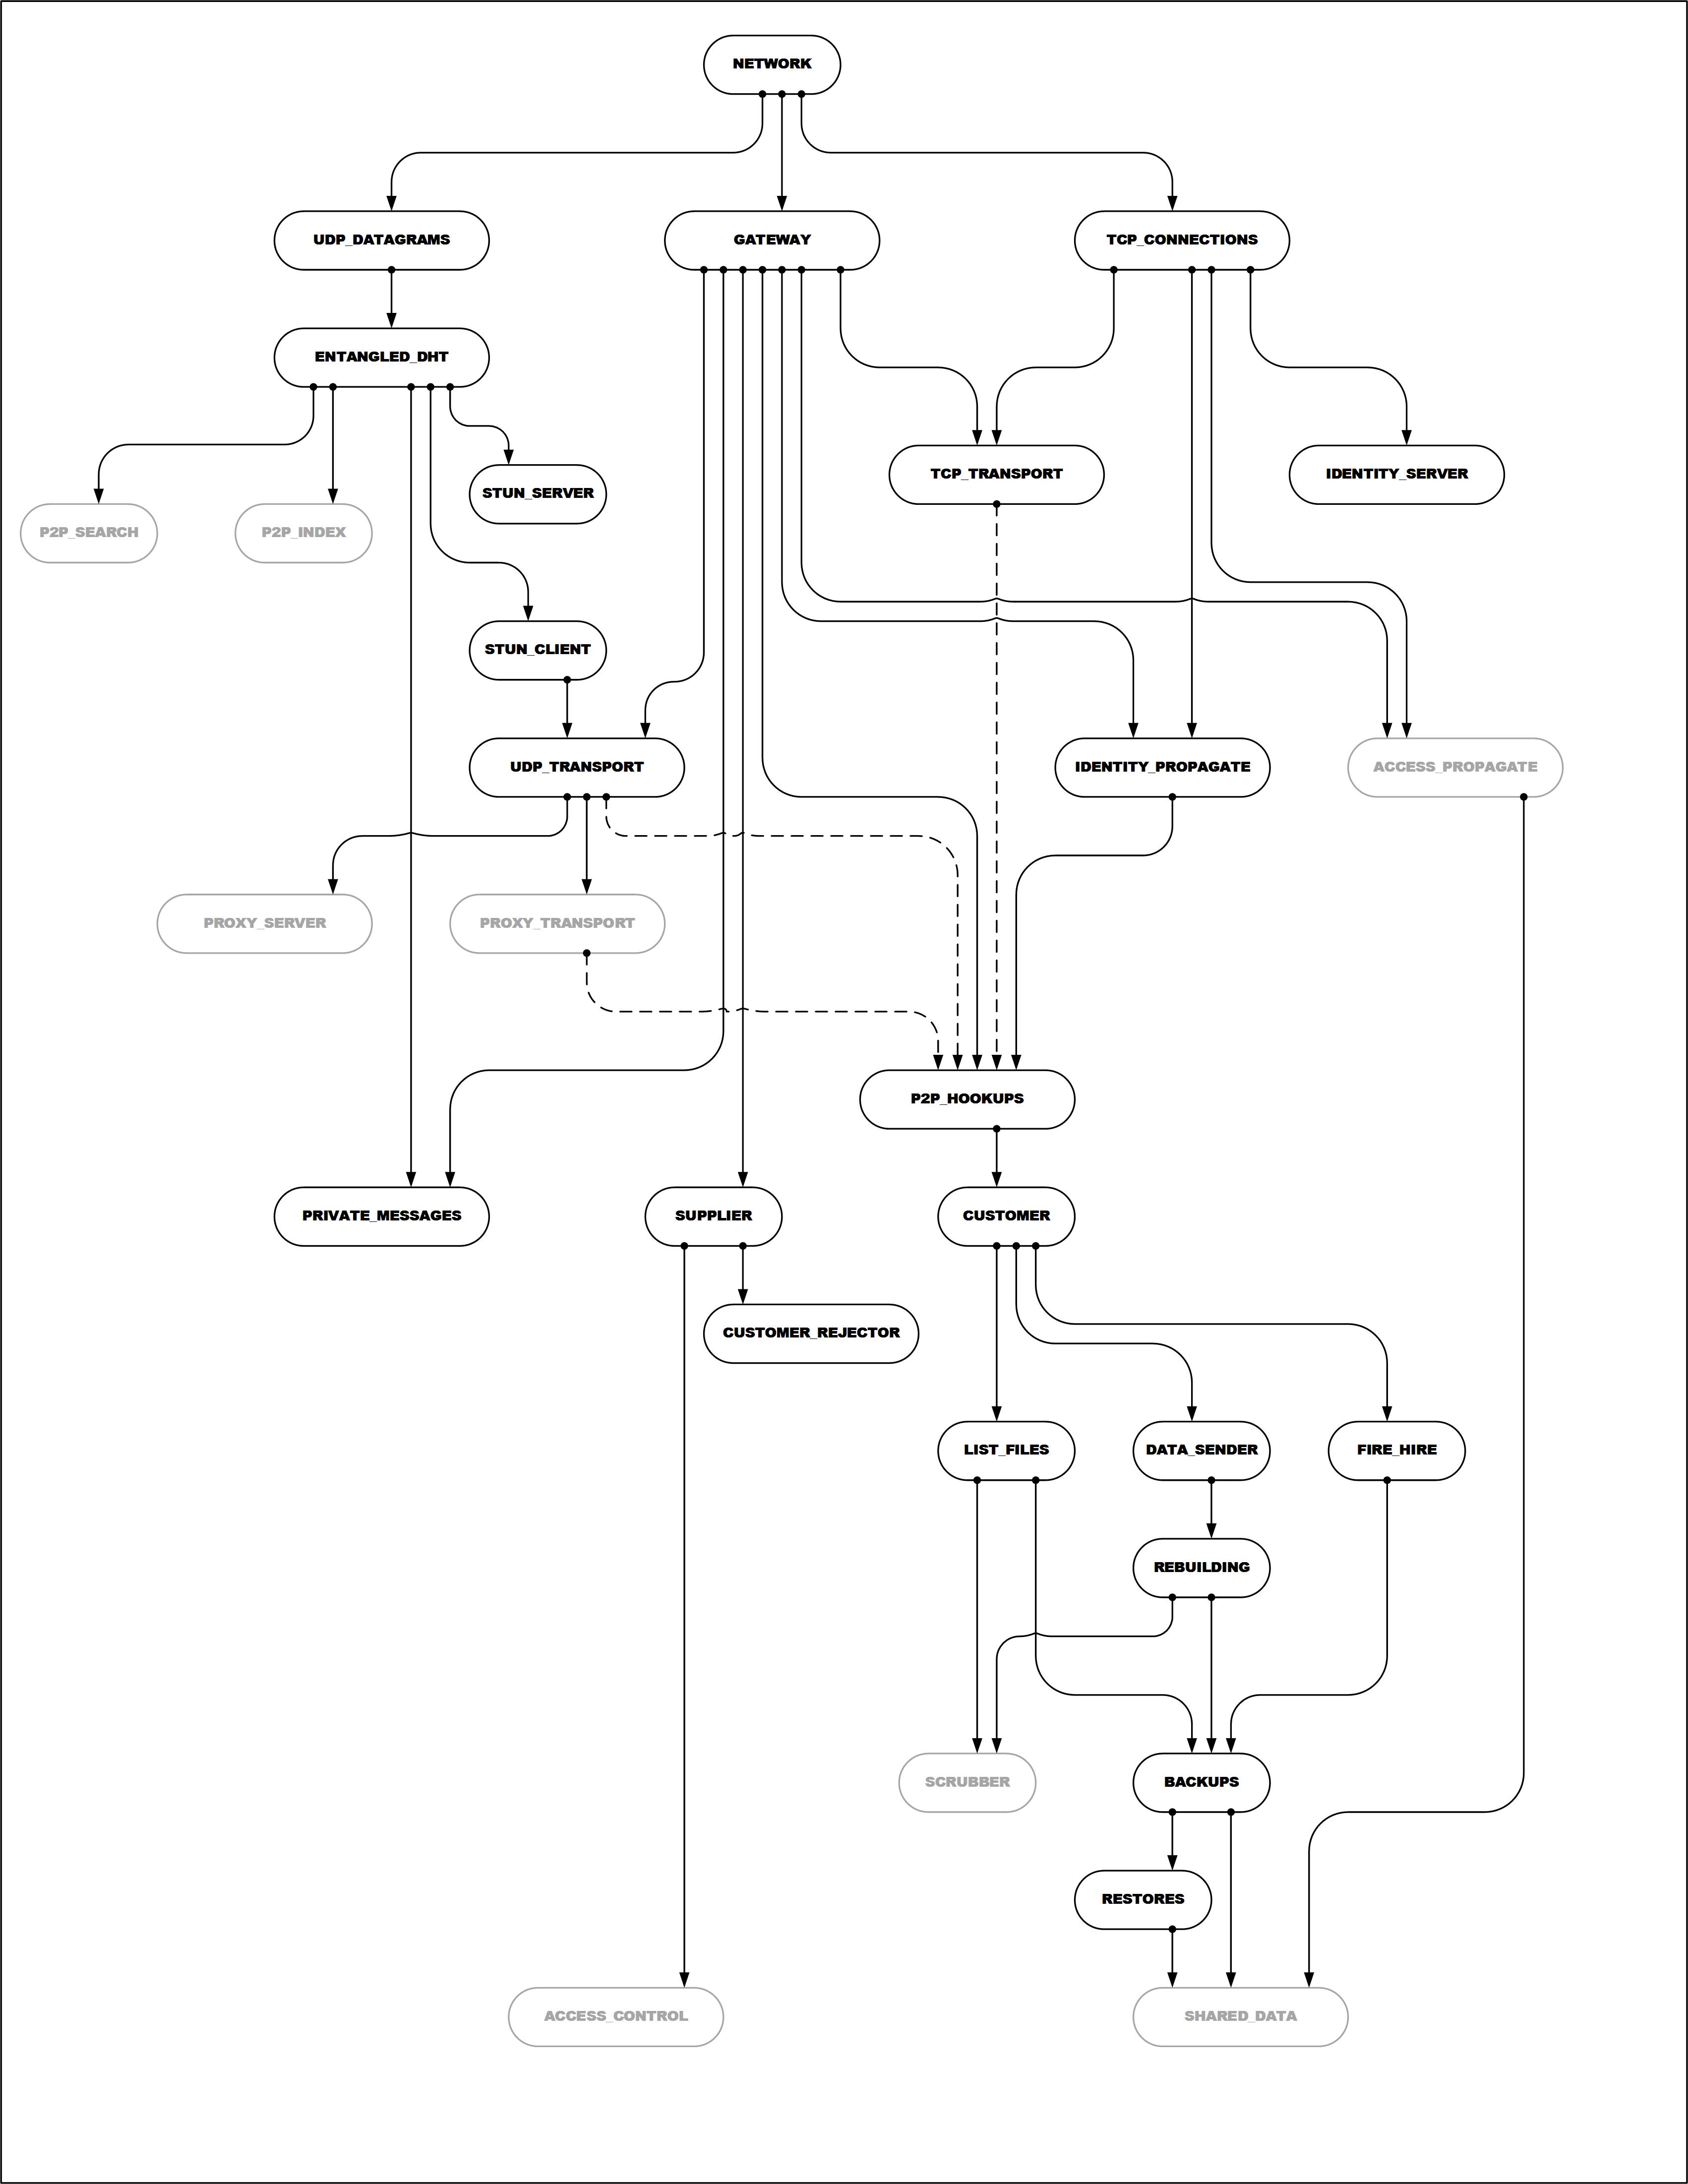 NETWORK
UDP_DATAGRAMS
GATEWAY
TCP_CONNECTIONS
ENTANGLED_DHT
TCP_TRANSPORT
IDENTITY_SERVER
STUN_SERVER
P2P_SEARCH
P2P_INDEX
STUN_CLIENT
UDP_TRANSPORT
IDENTITY_PROPAGATE
ACCESS_PROPAGATE
PROXY_SERVER
PROXY_TRANSPORT
P2P_HOOKUPS
PRIVATE_MESSAGES
SUPPLIER
CUSTOMER
CUSTOMER_REJECTOR
LIST_FILES
DATA_SENDER
FIRE_HIRE
REBUILDING
SCRUBBER
BACKUPS
RESTORES
ACCESS_CONTROL
SHARED_DATA